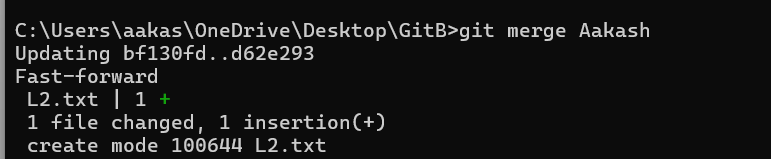 C:\Users\aakas\OneDrive\Desktop\GitB>git merge Aakash
Updating bf130fd..d62e293
Fast-forward
 L2.txt | 1 +
 1 file changed, 1 insertion(+)
 create mode 100644 L2.txt